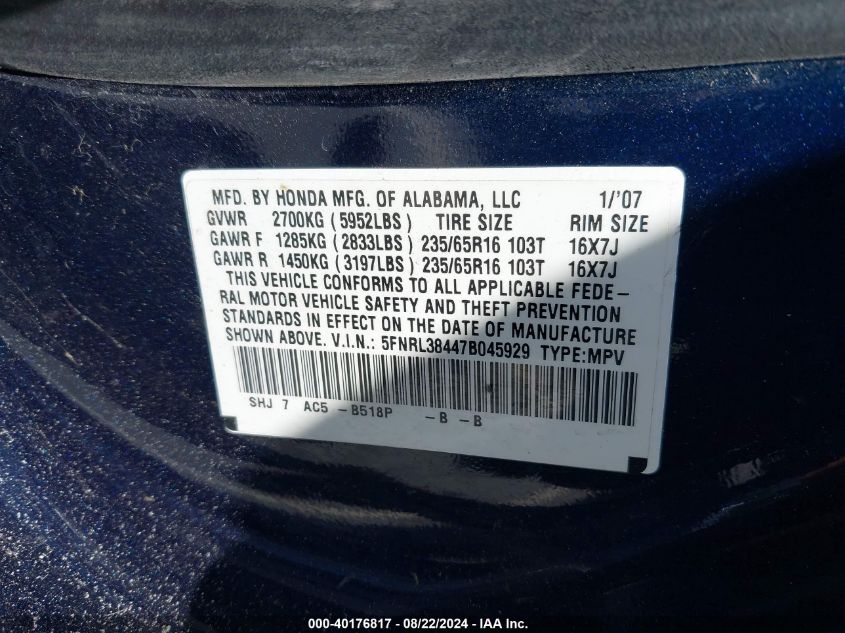 MFD. BY HONDA MFG. OF ALABAMA, LLC 1/'07
GVWR 2700KG (5952LBS) TIRE SIZE RIM SIZE
GAWR F 1285KG (2833LBS) 235/65R16 103T 16X7J
GAWR R 1450KG (3197LBS) 235/65R16 103T 16X7J
THIS VEHICLE CONFORMS TO ALL APPLICABLE FEDE-
RAL MOTOR VEHICLE SAFETY AND THEFT PREVENTION
STANDARDS IN EFFECT ON THE DATE OF MANUFACTURE
SHOWN ABOVE. V.I.N.: 5FNRL38447B045929 TYPE:MPV
SHJ 7 AC5 -B518P -B -B
000-40176817 - 08/22/2024 - IAA Inc.